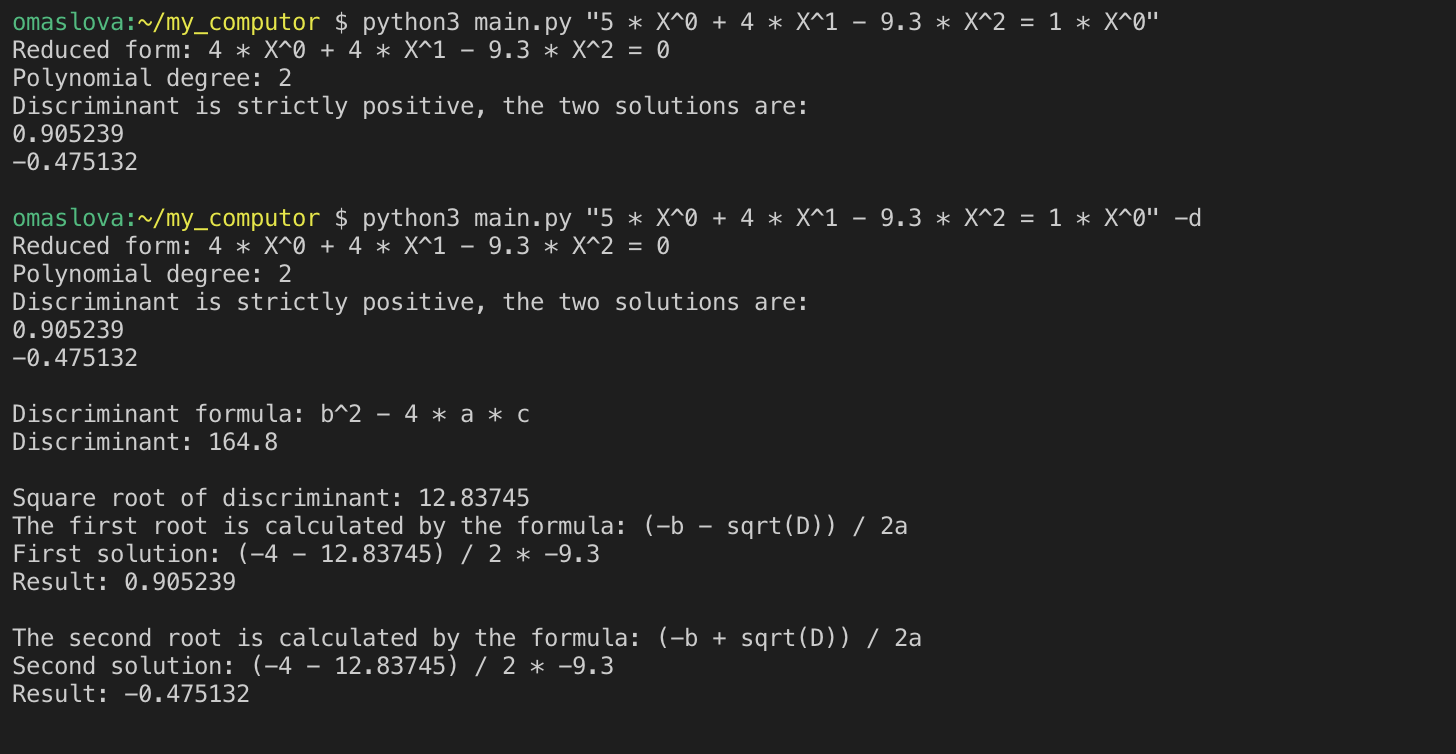 omaslova:~/my_computor $ python3 main.py "5 * X^0 + 4 * X^1 - 9.3 * X^2 = 1 * X^0"
Reduced form: 4 * X^0 + 4 * X^1 - 9.3 * X^2 = 0
Polynomial degree: 2
Discriminant is strictly positive, the two solutions are:
0.905239
-0.475132
omaslova:~/my_computor $ python3 main.py "5 * X^0 + 4 * X^1 - 9.3 * X^2 = 1 * X^0" -d
Reduced form: 4 * X^0 + 4 * X^1 - 9.3 * X^2 = 0
Polynomial degree: 2
Discriminant is strictly positive, the two solutions are:
0.905239
-0.475132
Discriminant formula: b^2 - 4 * a * c
Discriminant: 164.8
Square root of discriminant: 12.83745
The first root is calculated by the formula: (-b - sqrt(D)) / 2a
First solution: (-4 - 12.83745) / 2 * -9.3
Result: 0.905239
The second root is calculated by the formula: (-b + sqrt(D)) / 2a
Second solution: (-4 - 12.83745) / 2 * -9.3
Result: -0.475132